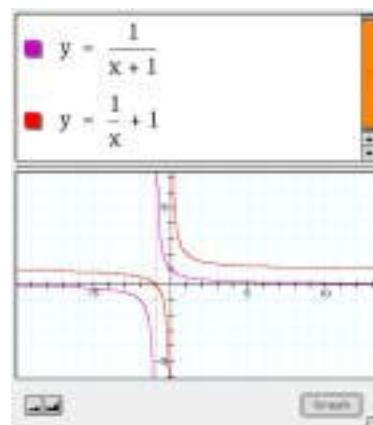 y = 1/(x + 1)
y = 1/x + 1
Graph